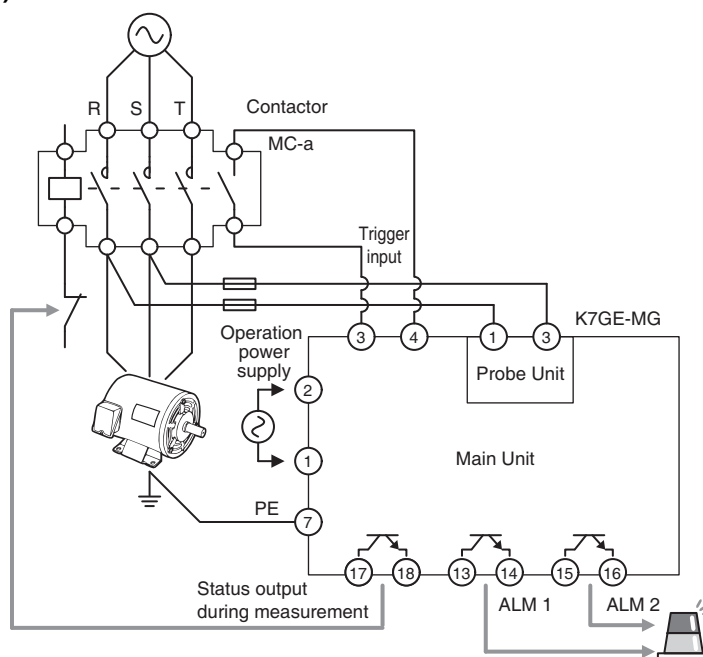 )
R S T
Contactor
MC-a
Trigger
input
3 4 1 3
K7GE-MG
Operation
power
supply
Probe Unit
2
1
Main Unit
PE
7
17 18 13 14 15 16
Status output
during measurement
ALM 1
ALM 2